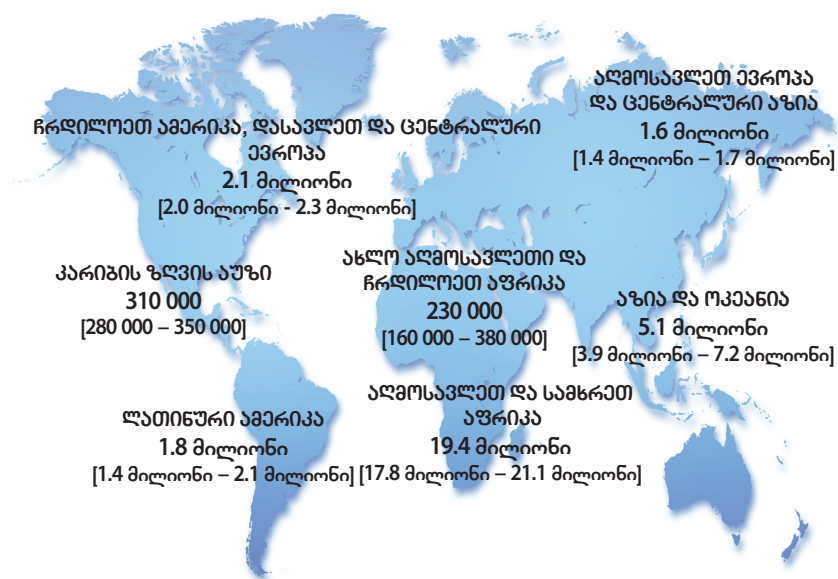 ჩრდილოეთ ამერიკა, დასავლეთ და ცენტრალური
ევროპა
2.1 მილიონი
[2.0 მილიონი - 2.3 მილიონი]
აღმოსავლეთ ევროპა
და ცენტრალური აზია
1.6 მილიონი
[1.4 მილიონი – 1.7 მილიონი]
კარიბის ზღვის აუზი
310 000
[280 000 – 350 000]
ახლო აღმოსავლეთი და
ჩრდილოეთ აფრიკა
230 000
[160 000 – 380 000]
აზია და ოკეანია
5.1 მილიონი
[3.9 მილიონი – 7.2 მილიონი]
ლათინური ამერიკა
1.8 მილიონი
[1.4 მილიონი – 2.1 მილიონი]
აღმოსავლეთ და სამხრეთ
აფრიკა
19.4 მილიონი
[17.8 მილიონი – 21.1 მილიონი]